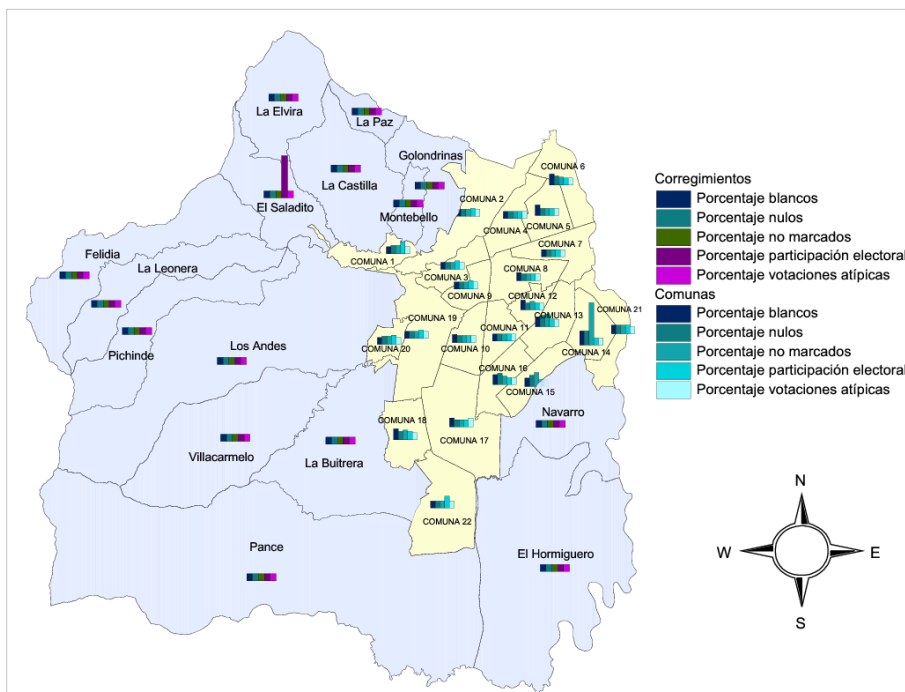 COMUNA 6
La Elvira
La Paz
Golondrinas
La Castilla
COMUNA 2
El Saladito
Montebello
COMUNA 4
COMUNA 5
Felidia
COMUNA 1
COMUNA 7
La Leonera
COMUNA 3
COMUNA 8
COMUNA 9
COMUNA 12
COMUNA 21
COMUNA 13
COMUNA 19
COMUNA 11
Pichinde
Los Andes
COMUNA 20
COMUNA 10
COMUNA 14
COMUNA 16
COMUNA 15
Navarro
COMUNA 18
COMUNA 17
Villacarmelo
La Buitrera
COMUNA 22
Pance
El Hormiguero
Corregimientos
Porcentaje blancos
Porcentaje nulos
Porcentaje no marcados
Porcentaje participación electoral
Porcentaje votaciones atípicas
Comunas
Porcentaje blancos
Porcentaje nulos
Porcentaje no marcados
Porcentaje participación electoral
Porcentaje votaciones atípicas
N
W
E
S